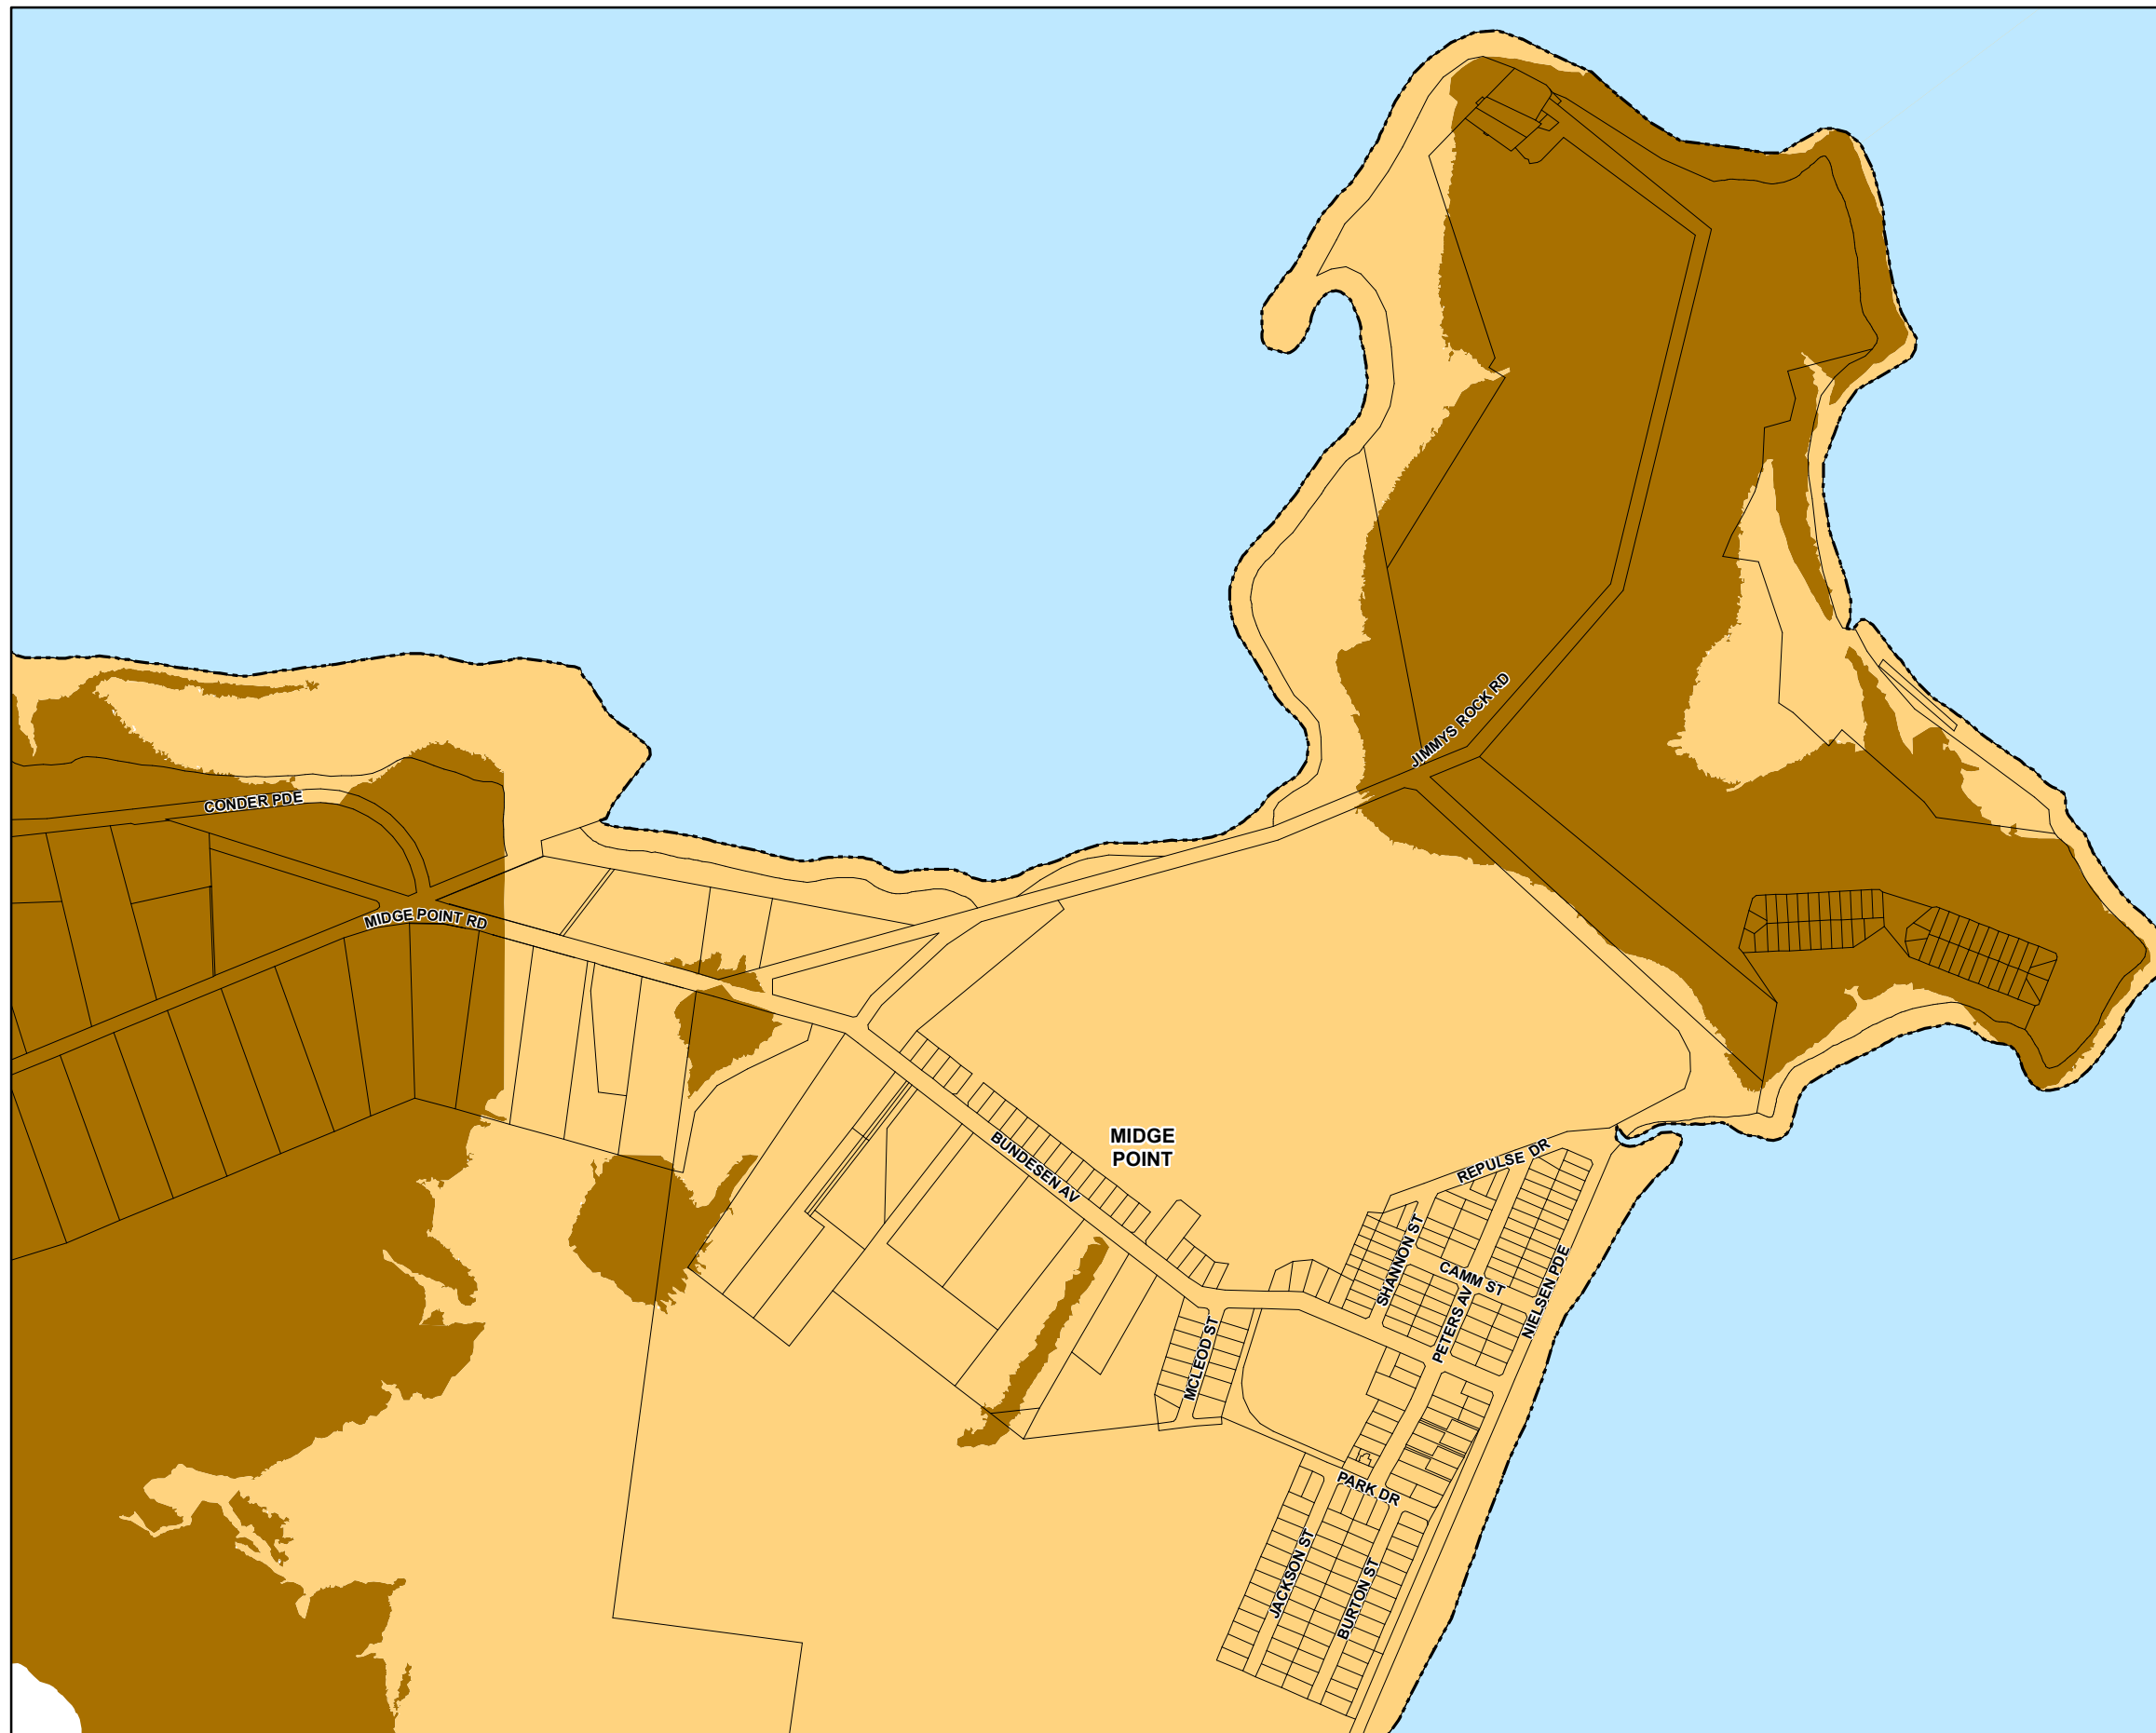 JIMMYS ROCK RD
CONDER PDE
MIDGE POINT RD
MIDGE
POINT
BUNDESEN AV
REPULSE DR
SHANNON ST
CAMM ST
NIELSEN PDE
PETERS AV
MCLEOD ST
PARK DR
JACKSON ST
BURTON ST